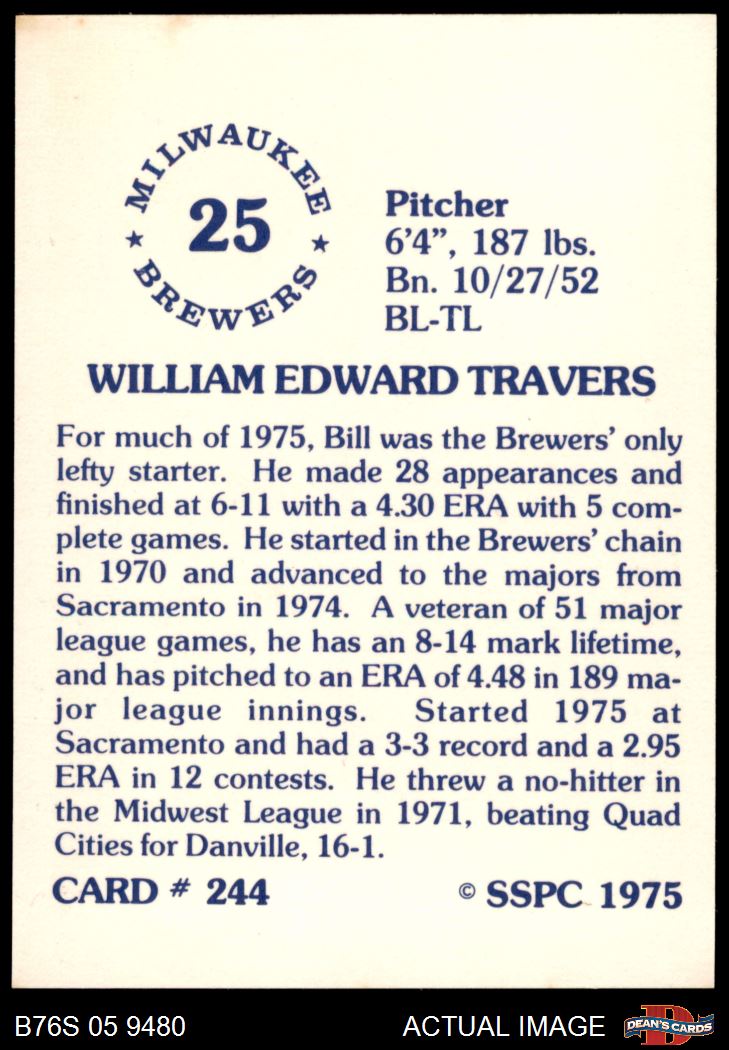 MILWAUKEE
25
BREWERS
Pitcher
6'4”, 187 lbs.
Bn. 10/27/52
BL-TL
WILLIAM EDWARD TRAVERS
For much of 1975, Bill was the Brewers’ only
lefty starter. He made 28 appearances and
finished at 6-11 with a 4.30 ERA with 5 com-
plete games. He started in the Brewers’ chain
in 1970 and advanced to the majors from
Sacramento in 1974. A veteran of 51 major
league games, he has an 8-14 mark lifetime,
and has pitched to an ERA of 4.48 in 189 ma-
jor league innings. Started 1975 at
Sacramento and had a 3-3 record and a 2.95
ERA in 12 contests. He threw a no-hitter in
the Midwest League in 1971, beating Quad
Cities for Danville, 16-1.
CARD # 244 © SSPC 1975
B76S 05 9480 ACTUAL IMAGE DEAN'S CARDS